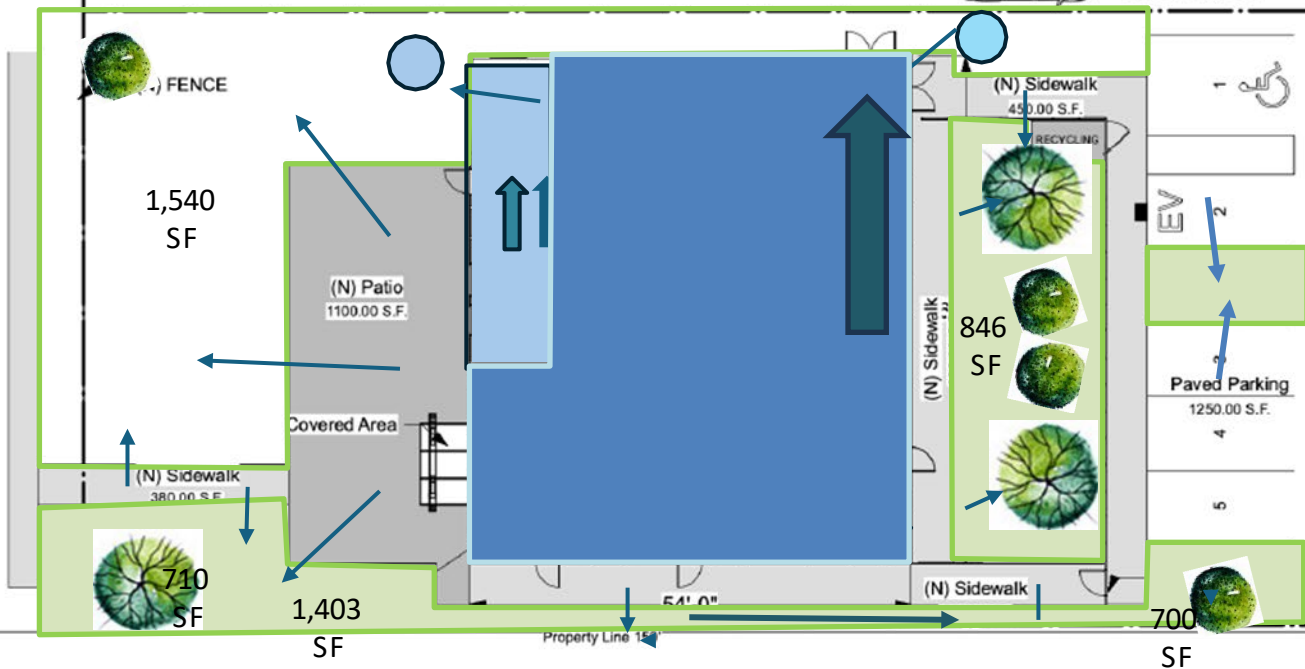 (N) Sidewalk
450.00 S.F.
1
FENCE
RECYCLING
1,540
SF
EV
2
(N) Patio
1100.00 S.F.
(N) Sidewalk
846
SF
3
Paved Parking
1250.00 S.F.
Covered Area
4
(N) Sidewalk
380.00 S.F.
5
710
SF
1,403
SF
54'-0"
(N) Sidewalk
700
SF
Property Line